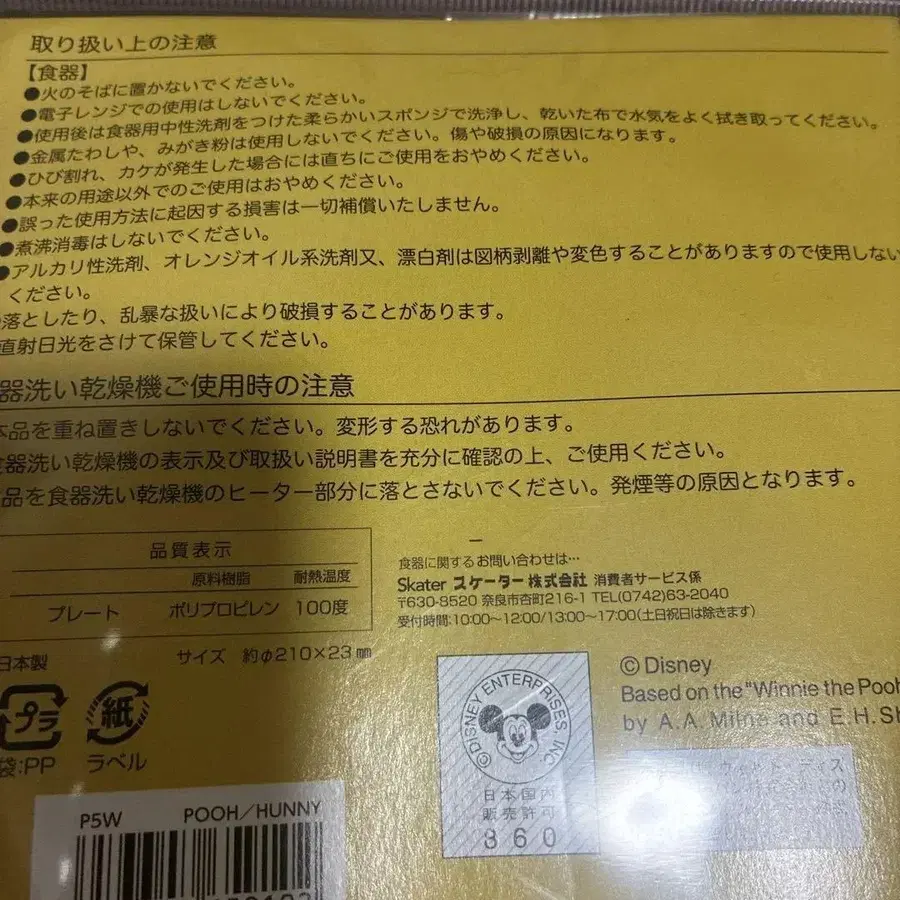 取り扱い上の注意
【食器】
●火のそばに置かないでください。
●電子レンジでの使用はしないでください。
●使用後は食器用中性洗剤をつけた柔らかいスポンジで洗浄し、乾いた布で水気をよく拭き取ってください。
●金属たわしや、みがき粉は使用しないでください。傷や破損の原因になります。
●ひび割れ、カケが発生した場合には直ちにご使用をおやめください。
●本来の用途以外でのご使用はおやめください。
●誤った使用方法に起因する損害は一切補償いたしません。
●煮沸消毒はしないでください。
●アルカリ性洗剤、オレンジオイル系洗剤又、漂白剤は図柄剥離や変色することがありますので使用しない
ください。
落としたり、乱暴な扱いにより破損することがあります。
直射日光をさけて保管してください。
器洗い乾燥機ご使用時の注意
本品を重ね置きしないでください。変形する恐れがあります。
食器洗い乾燥機の表示及び取扱い説明書を充分に確認の上、ご使用ください。
品を食器洗い乾燥機のヒーター部分に落とさないでください。発煙等の原因となります。
品質表示
原料樹脂 耐熱温度
プレート ポリプロピレン 100度
日本製 サイズ 約φ210×23㎜
プラ 紙
袋:PP ラベル
食器に関するお問い合わせは…
Skater スケーター株式会社 消費者サービス係
〒630-8520 奈良市杏町216-1 TEL(0742)63-2040
受付時間:10:00~12:00/13:00~17:00(土日祝日は除きます)
©DISNEY ENTERPRISES, INC.
日本国内
販売許可
360
©Disney
Based on the "Winnie the Pooh
by A.A. Milne and E.H.Sh
P5W POOH/HUNNY